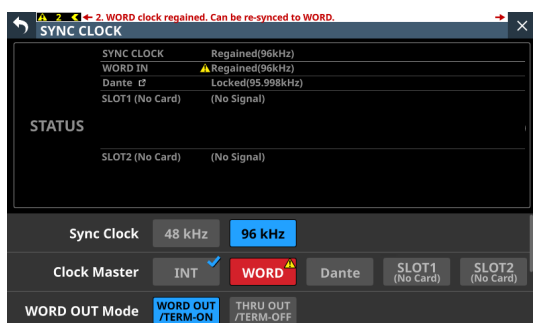 2 2. WORD clock regained. Can be re-synced to WORD.
SYNC CLOCK
SYNC CLOCK Regained(96kHz)
WORD IN Regained(96kHz)
Dante Locked(95.998kHz)
SLOT1 (No Card) (No Signal)
STATUS
SLOT2 (No Card) (No Signal)
Sync Clock 48 kHz 96 kHz
Clock Master INT WORD Dante SLOT1 (No Card) SLOT2 (No Card)
WORD OUT Mode WORD OUT /TERM-ON THRU OUT /TERM-OFF